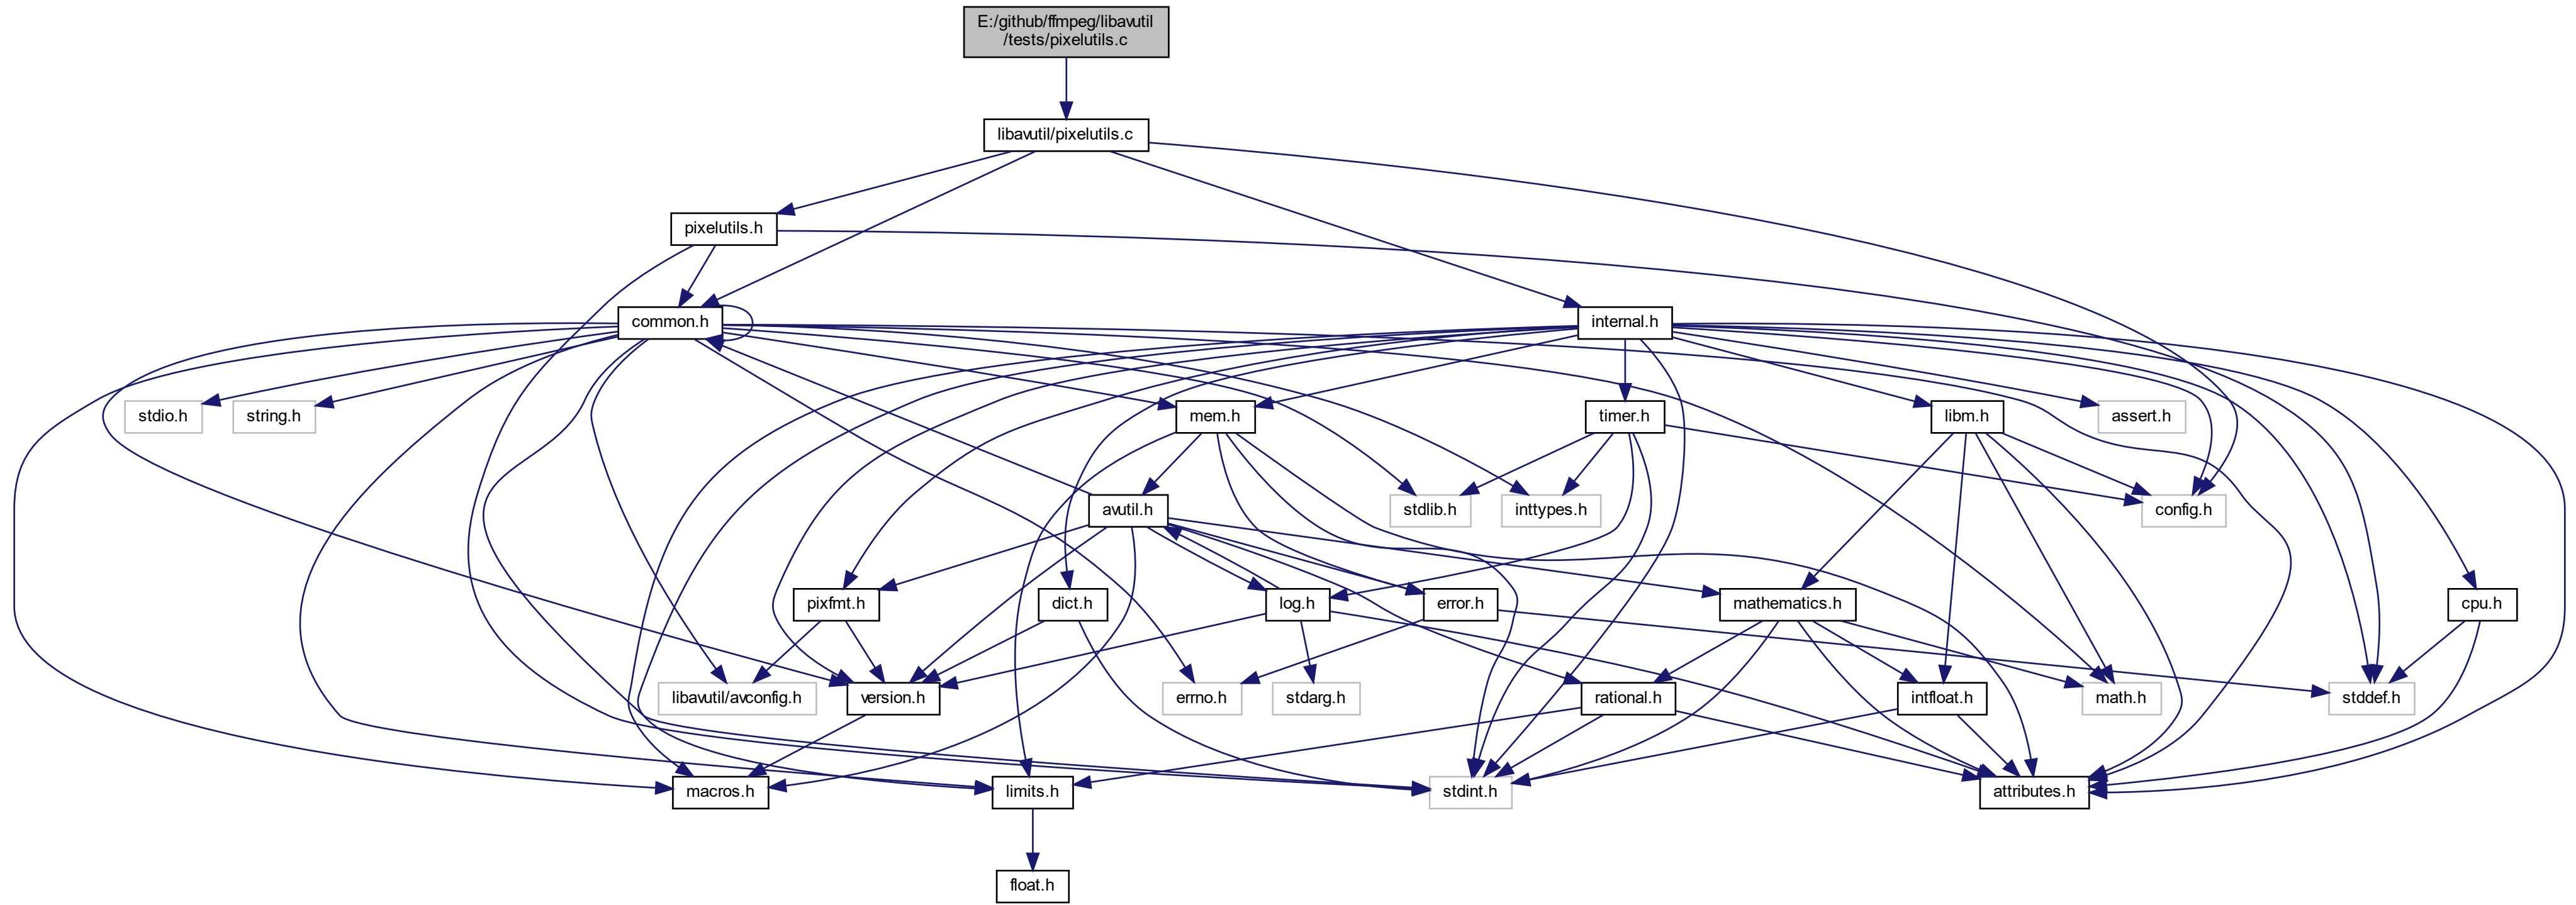 E:/github/ffmpeg/libavutil
/tests/pixelutils.c
libavutil/pixelutils.c
pixelutils.h
common.h
internal.h
stdio.h
string.h
mem.h
timer.h
libm.h
assert.h
avutil.h
stdlib.h
inttypes.h
config.h
pixfmt.h
dict.h
log.h
error.h
mathematics.h
cpu.h
libavutil/avconfig.h
version.h
errno.h
stdarg.h
rational.h
intfloat.h
math.h
stddef.h
macros.h
limits.h
stdint.h
attributes.h
float.h